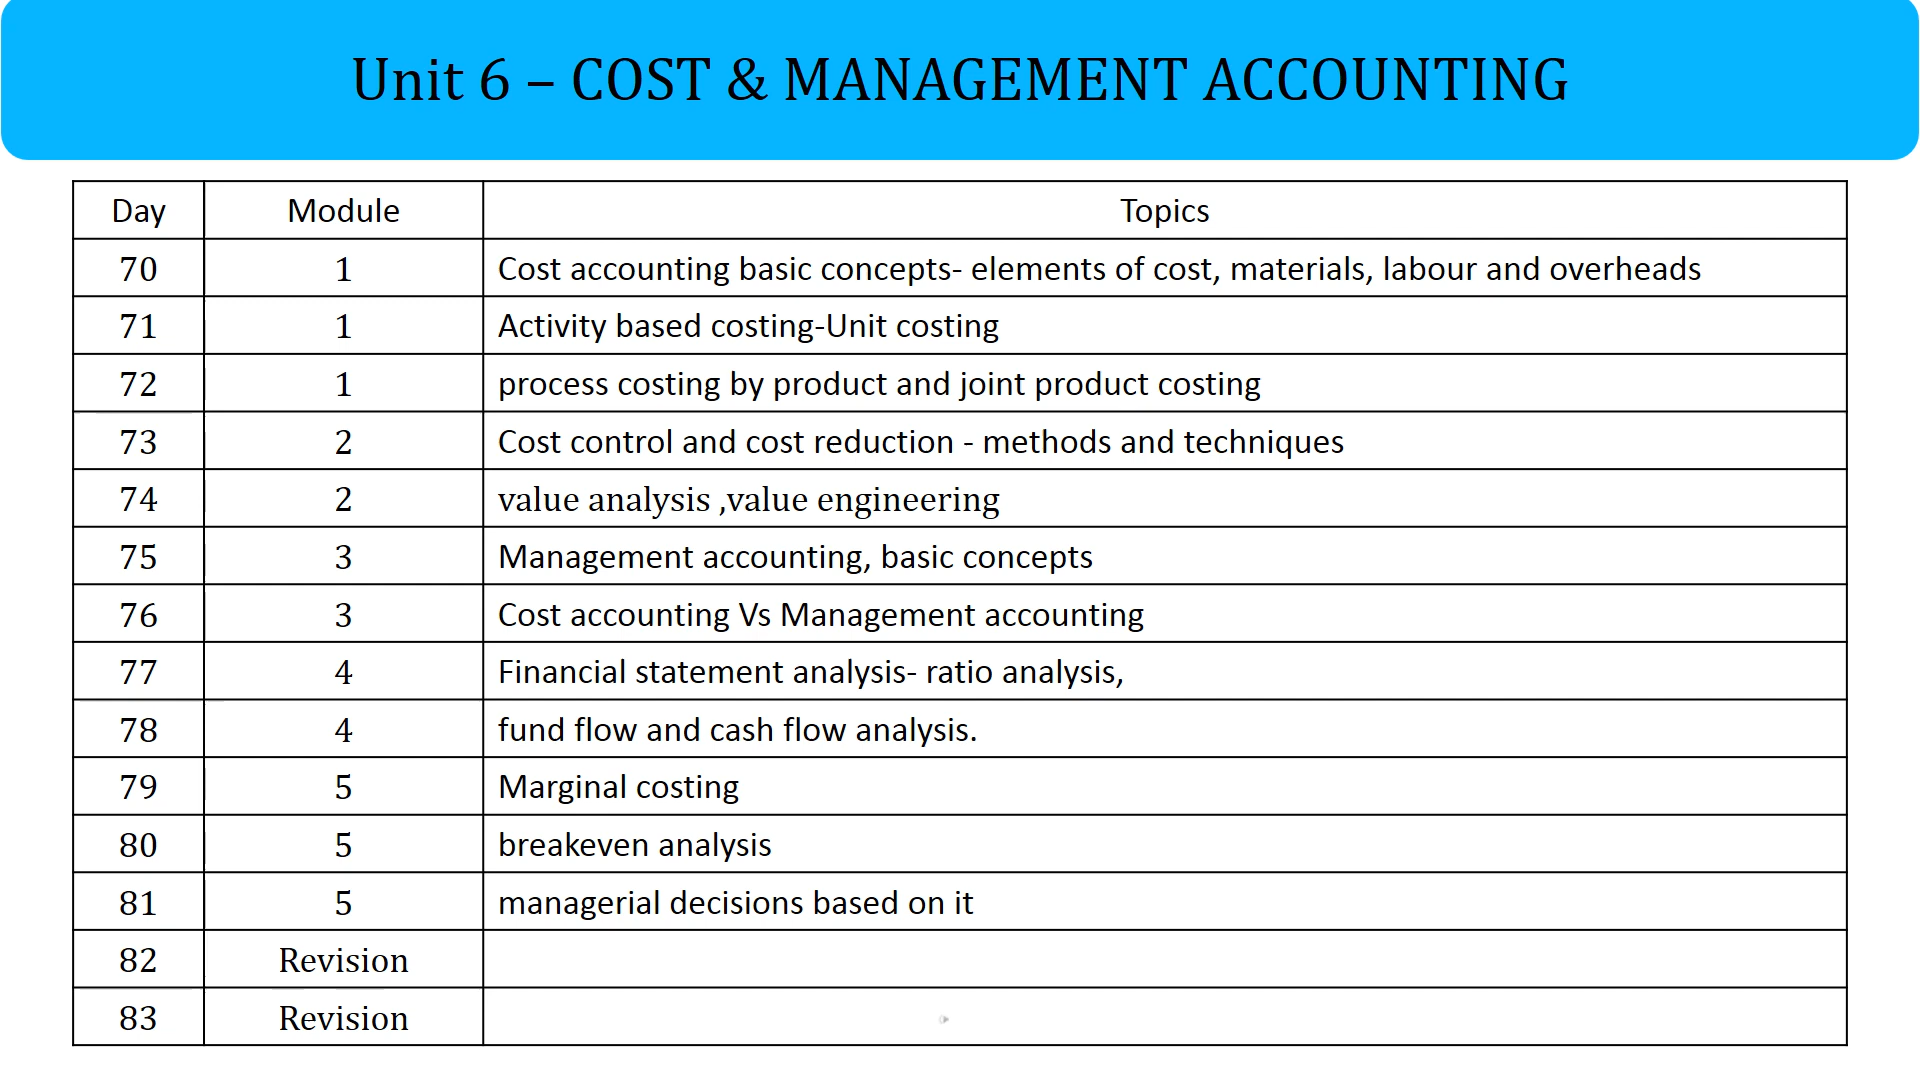 Unit 6 – COST & MANAGEMENT ACCOUNTING
Day Module Topics
70 1 Cost accounting basic concepts- elements of cost, materials, labour and overheads
71 1 Activity based costing-Unit costing
72 1 process costing by product and joint product costing
73 2 Cost control and cost reduction - methods and techniques
74 2 value analysis ,value engineering
75 3 Management accounting, basic concepts
76 3 Cost accounting Vs Management accounting
77 4 Financial statement analysis- ratio analysis,
78 4 fund flow and cash flow analysis.
79 5 Marginal costing
80 5 breakeven analysis
81 5 managerial decisions based on it
82 Revision
83 Revision